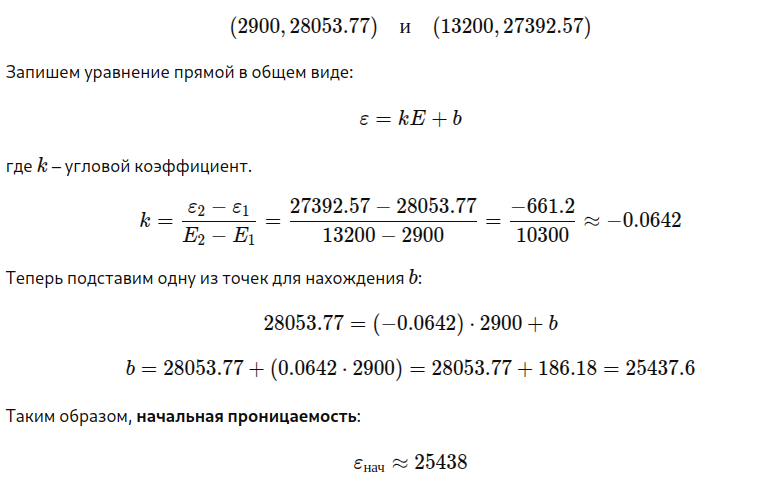 (2900, 28053.77) и (13200, 27392.57)
Запишем уравнение прямой в общем виде:
ε = kE + b
где k – угловой коэффициент.
k = (ε₂ − ε₁)/(E₂ − E₁) = (27392.57 − 28053.77)/(13200 − 2900) = −661.2/10300 ≈ −0.0642
Теперь подставим одну из точек для нахождения b:
28053.77 = (−0.0642) · 2900 + b
b = 28053.77 + (0.0642 · 2900) = 28053.77 + 186.18 = 25437.6
Таким образом, начальная проницаемость:
εнач ≈ 25438